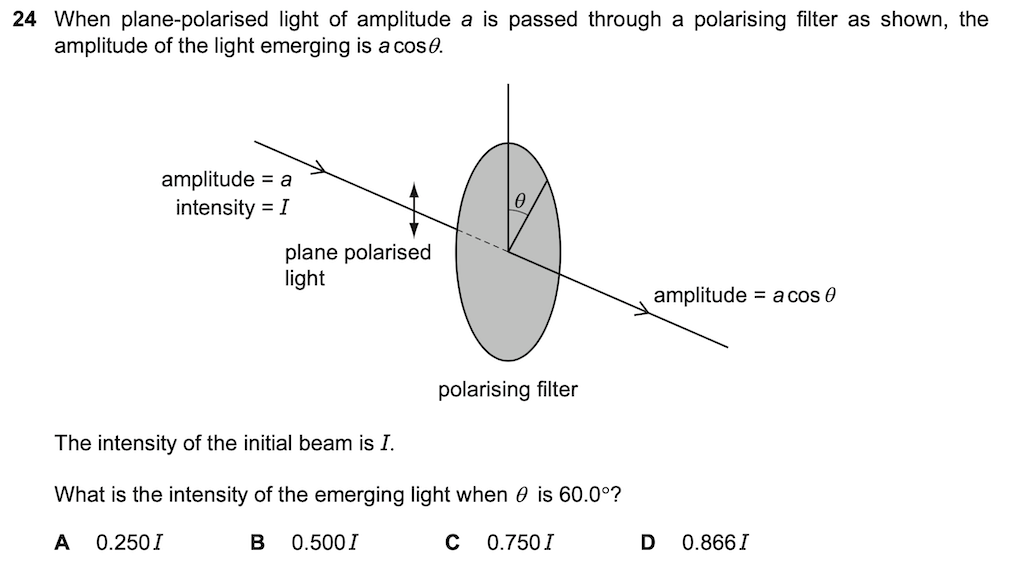 24 When plane-polarised light of amplitude a is passed through a polarising filter as shown, the
amplitude of the light emerging is a cosθ.
amplitude = a
intensity = I
θ
plane polarised
light
amplitude = a cos θ
polarising filter
The intensity of the initial beam is I.
What is the intensity of the emerging light when θ is 60.0°?
A 0.250 I B 0.500 I C 0.750 I D 0.866 I